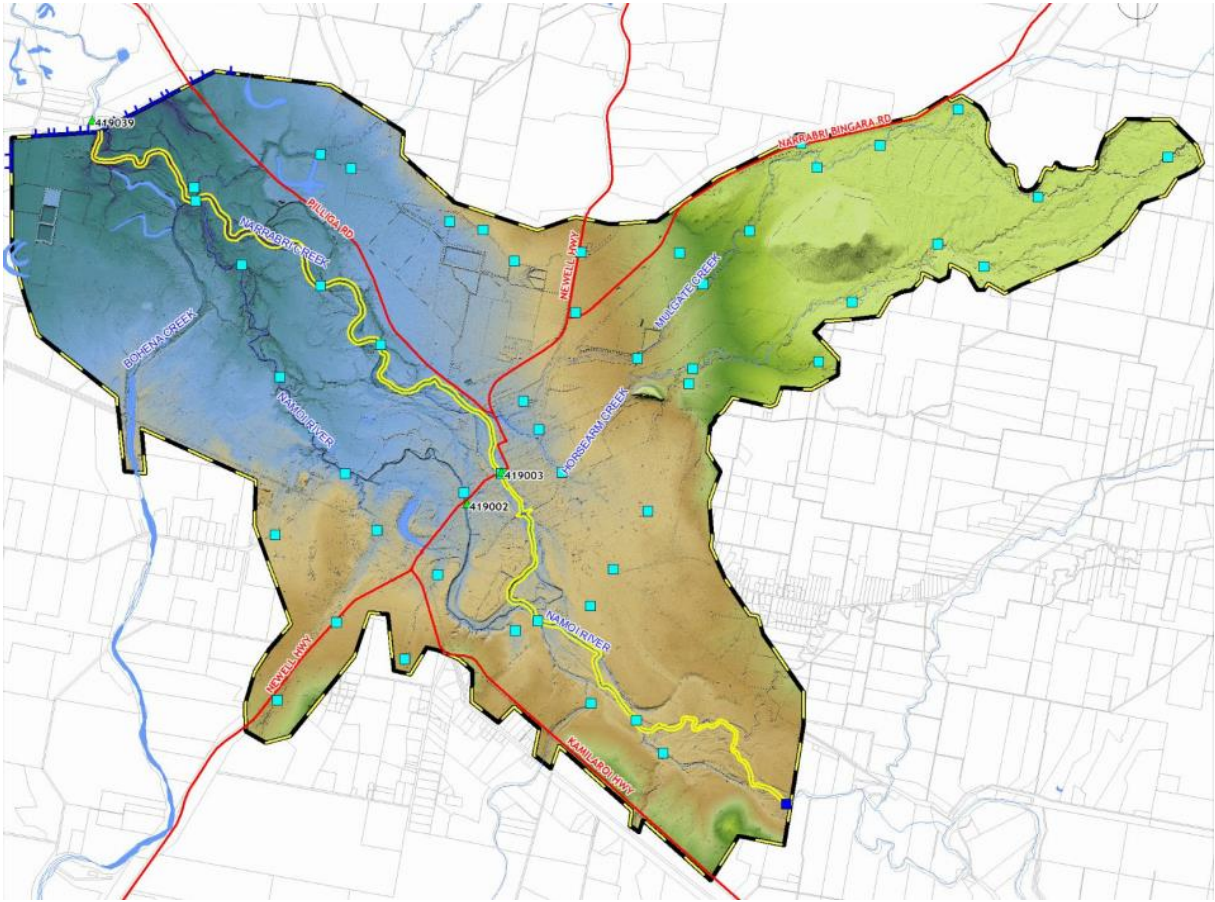 419039
NARRABRI BINGARA RD
PILLIGA RD
NARRABRI CREEK
NEWELL HWY
MULGATE CREEK
BOHENA CREEK
NAMOI RIVER
HORSEARM CREEK
419003
419002
NAMOI RIVER
NEWELL HWY
KAMILAROI HWY